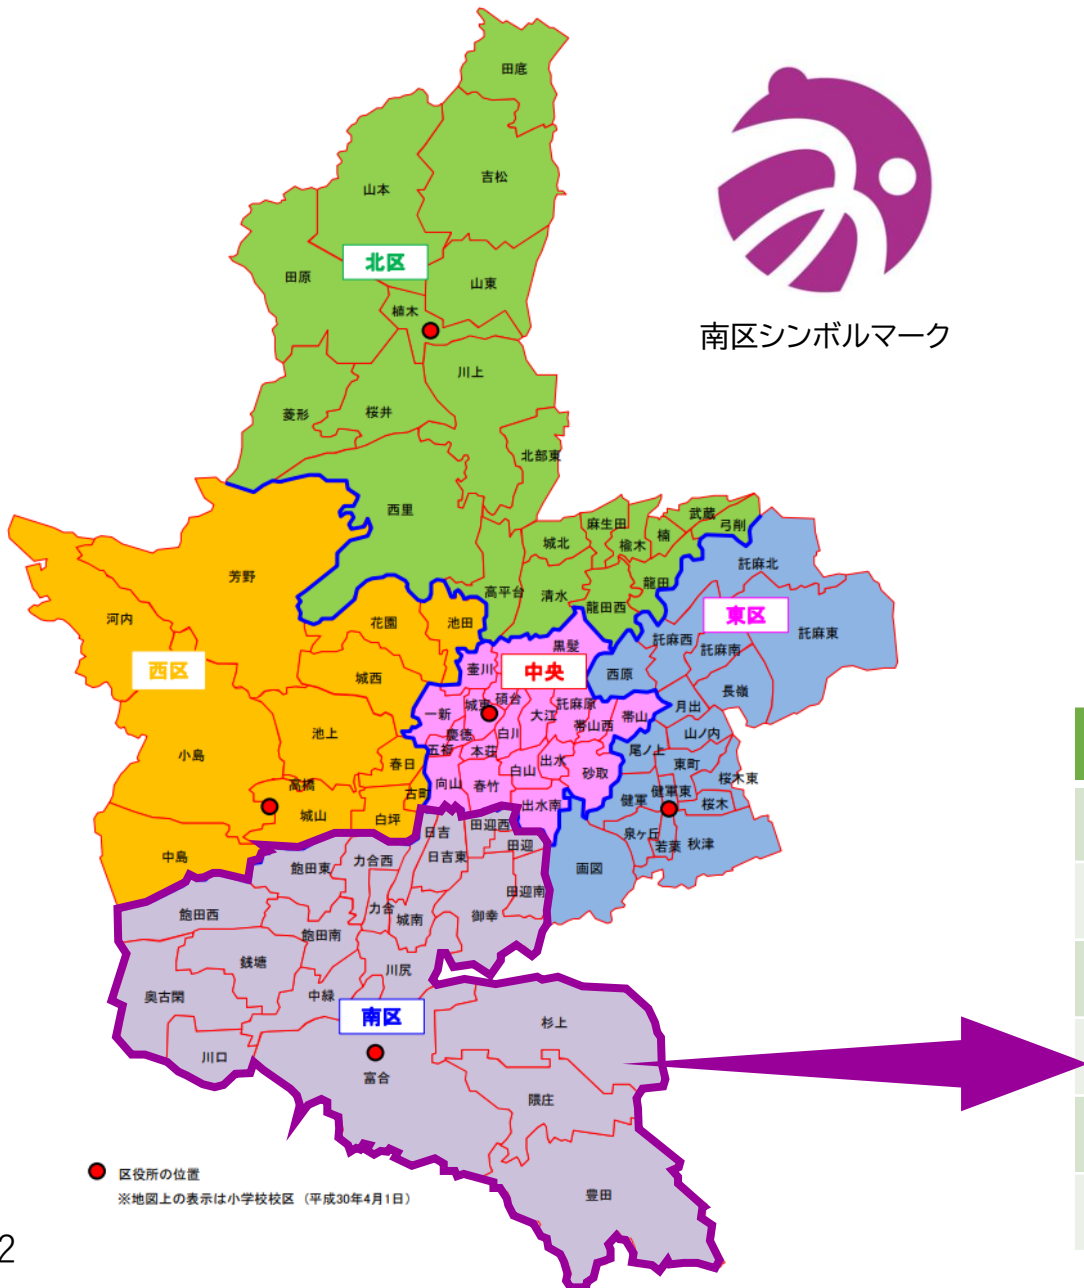 田底
吉松
山本
北区
田原
山東
植木
南区シンボルマーク
川上
菱形
桜井
北部東
西里
武蔵
麻生田
弓削
楠
城北
楡木
託麻北
芳野
龍田
高平台
清水
龍田西
東区
河内
花園
池田
託麻西
託麻東
黒髪
託麻南
西区
壷川
中央
西原
城西
長嶺
碩台
城東
託麻原
月出
一新
大江
帯山
帯山西
池上
慶徳
白川
山ノ内
五福
本荘
尾ノ上
小島
春日
出水
東町
白山
砂取
桜木東
高橋
向山
春竹
健軍東
古町
健軍
桜木
城山
白坪
出水南
日吉
田迎西
泉ヶ丘
若葉
秋津
田迎
中島
日吉東
力合西
飽田東
画図
田迎南
力合
飽田西
城南
御幸
飽田南
銭塘
川尻
奥古閑
中緑
南区
杉上
川口
富合
隈庄
区役所の位置
豊田
※地図上の表示は小学校校区(平成30年4月1日)
2